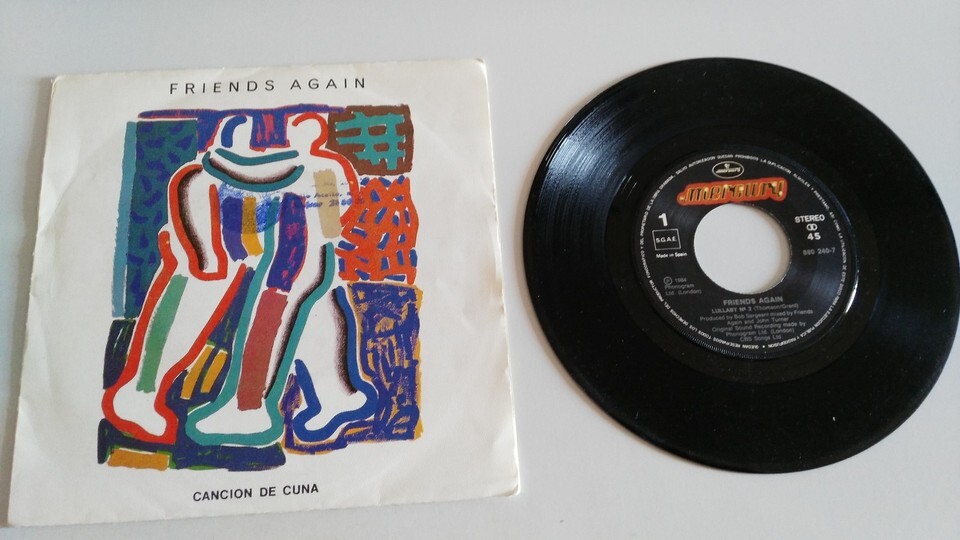 FRIENDS AGAIN
CANCION DE CUNA
mercury
mercury
1
S.G.A.E.
Made in Spain
STEREO
45
880 240-7
℗ 1984
Phonogram
Ltd. (London)
FRIENDS AGAIN
LULLABY Nº 2 (Thomson/Grant)
Produced by Bob Sargeant mixed by Friends
Again and John Turner
Original Sound Recording made by
Phonogram Ltd. (London)
CBS Songs Ltd.